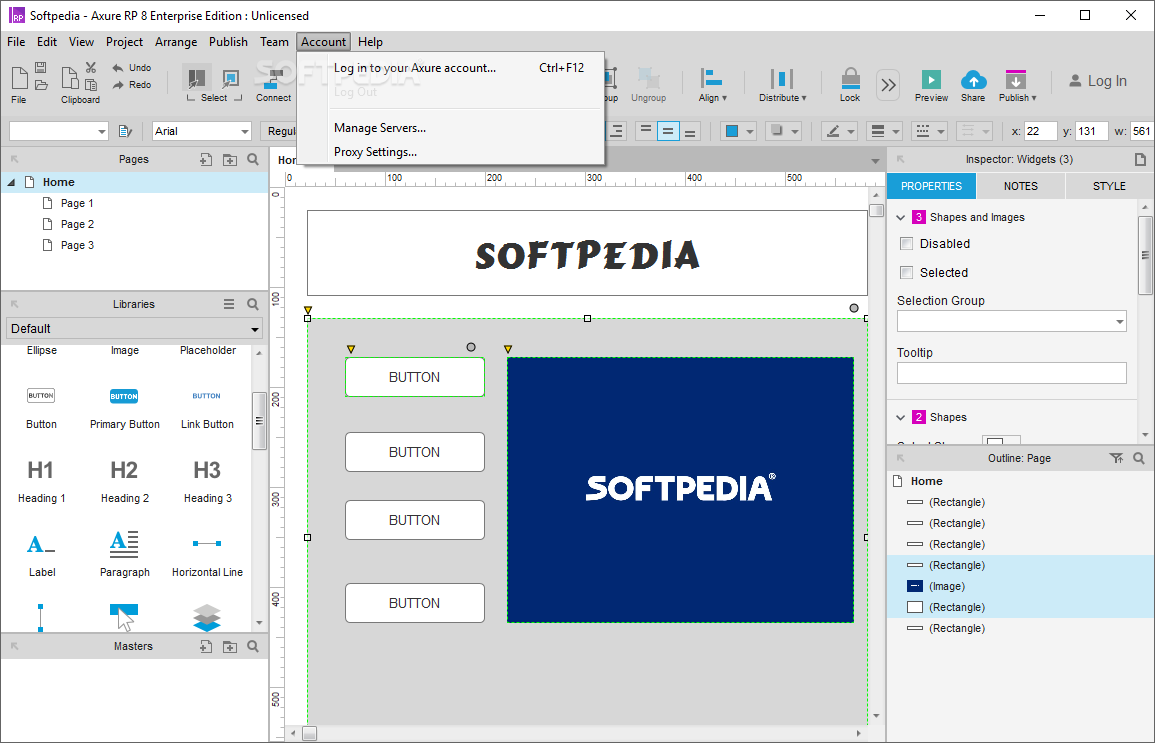 Softpedia - Axure RP 8 Enterprise Edition : Unlicensed
File Edit View Project Arrange Publish Team Account Help
Log in to your Axure account... Ctrl+F12
Log Out
Manage Servers...
Proxy Settings...
SOFTPEDIA
Undo
Redo
File Clipboard Select Connect Ungroup Align Distribute Lock Preview Share Publish Log In
Arial x: 22 y: 131 w: 561
Pages
Home
Page 1
Page 2
Page 3
Libraries
Default
Ellipse Image Placeholder
BUTTON BUTTON BUTTON
Button Primary Button Link Button
H1 H2 H3
Heading 1 Heading 2 Heading 3
A A
Label Paragraph Horizontal Line
Masters
0 100 200 300 400 500
0
100
200
300
400
500
SOFTPEDIA
BUTTON
BUTTON
BUTTON
BUTTON
SOFTPEDIA®
Inspector: Widgets (3)
PROPERTIES NOTES STYLE
3 Shapes and Images
Disabled
Selected
Selection Group
Tooltip
2 Shapes
Outline: Page
Home
(Rectangle)
(Rectangle)
(Rectangle)
(Rectangle)
(Image)
(Rectangle)
(Rectangle)